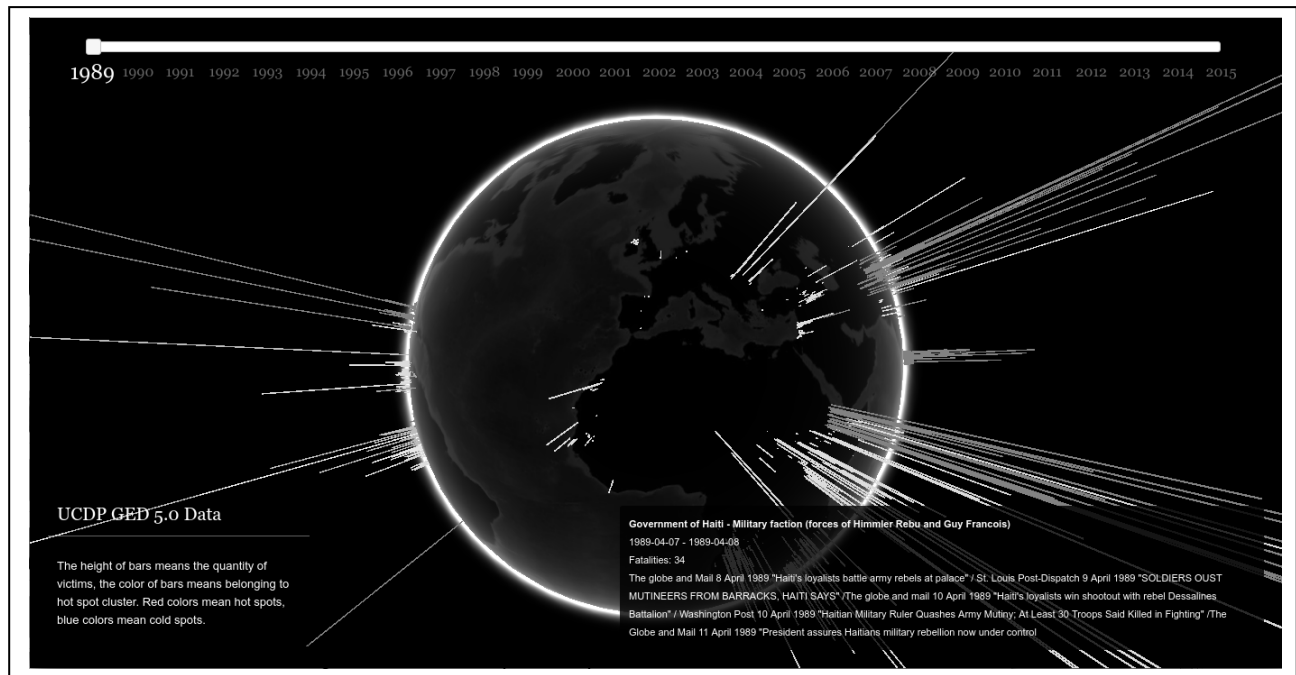 1989 1990 1991 1992 1993 1994 1995 1996 1997 1998 1999 2000 2001 2002 2003 2004 2005 2006 2007 2008 2009 2010 2011 2012 2013 2014 2015
UCDP GED 5.0 Data
The height of bars means the quantity of
victims, the color of bars means belonging to
hot spot cluster. Red colors mean hot spots,
blue colors mean cold spots.
Government of Haiti - Military faction (forces of Himmler Rebu and Guy Francois)
1989-04-07 - 1989-04-08
Fatalities: 34
The globe and Mail 8 April 1989 "Haiti's loyalists battle army rebels at palace" / St. Louis Post-Dispatch 9 April 1989 "SOLDIERS OUST
MUTINEERS FROM BARRACKS, HAITI SAYS" /The globe and mail 10 April 1989 "Haiti's loyalists win shootout with rebel Dessalines
Battalion" / Washington Post 10 April 1989 "Haitian Military Ruler Quashes Army Mutiny; At Least 30 Troops Said Killed in Fighting" /The
Globe and Mail 11 April 1989 "President assures Haitians military rebellion now under control